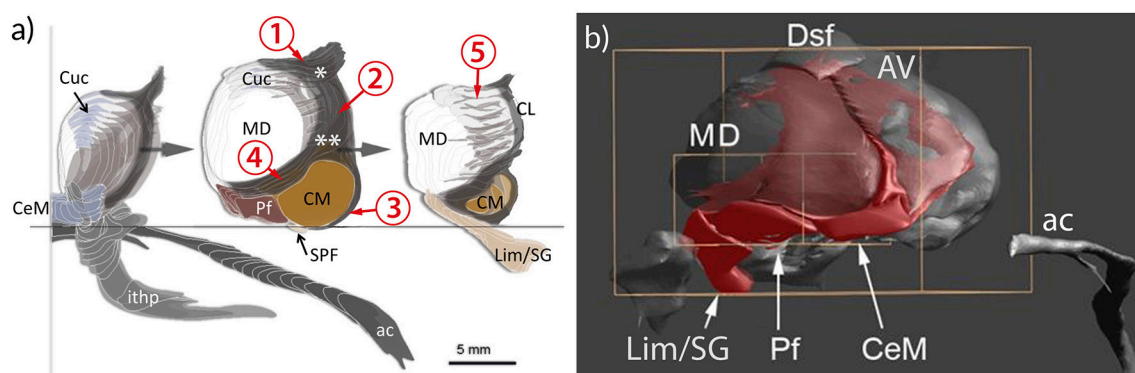 a)
1
Cuc
Cuc
*
2
5
MD
**
CL
MD
4
CeM
Pf
CM
CM
3
SPF
Lim/SG
ithp
ac
5 mm
b)
Dsf
AV
MD
ac
Lim/SG
Pf
CeM